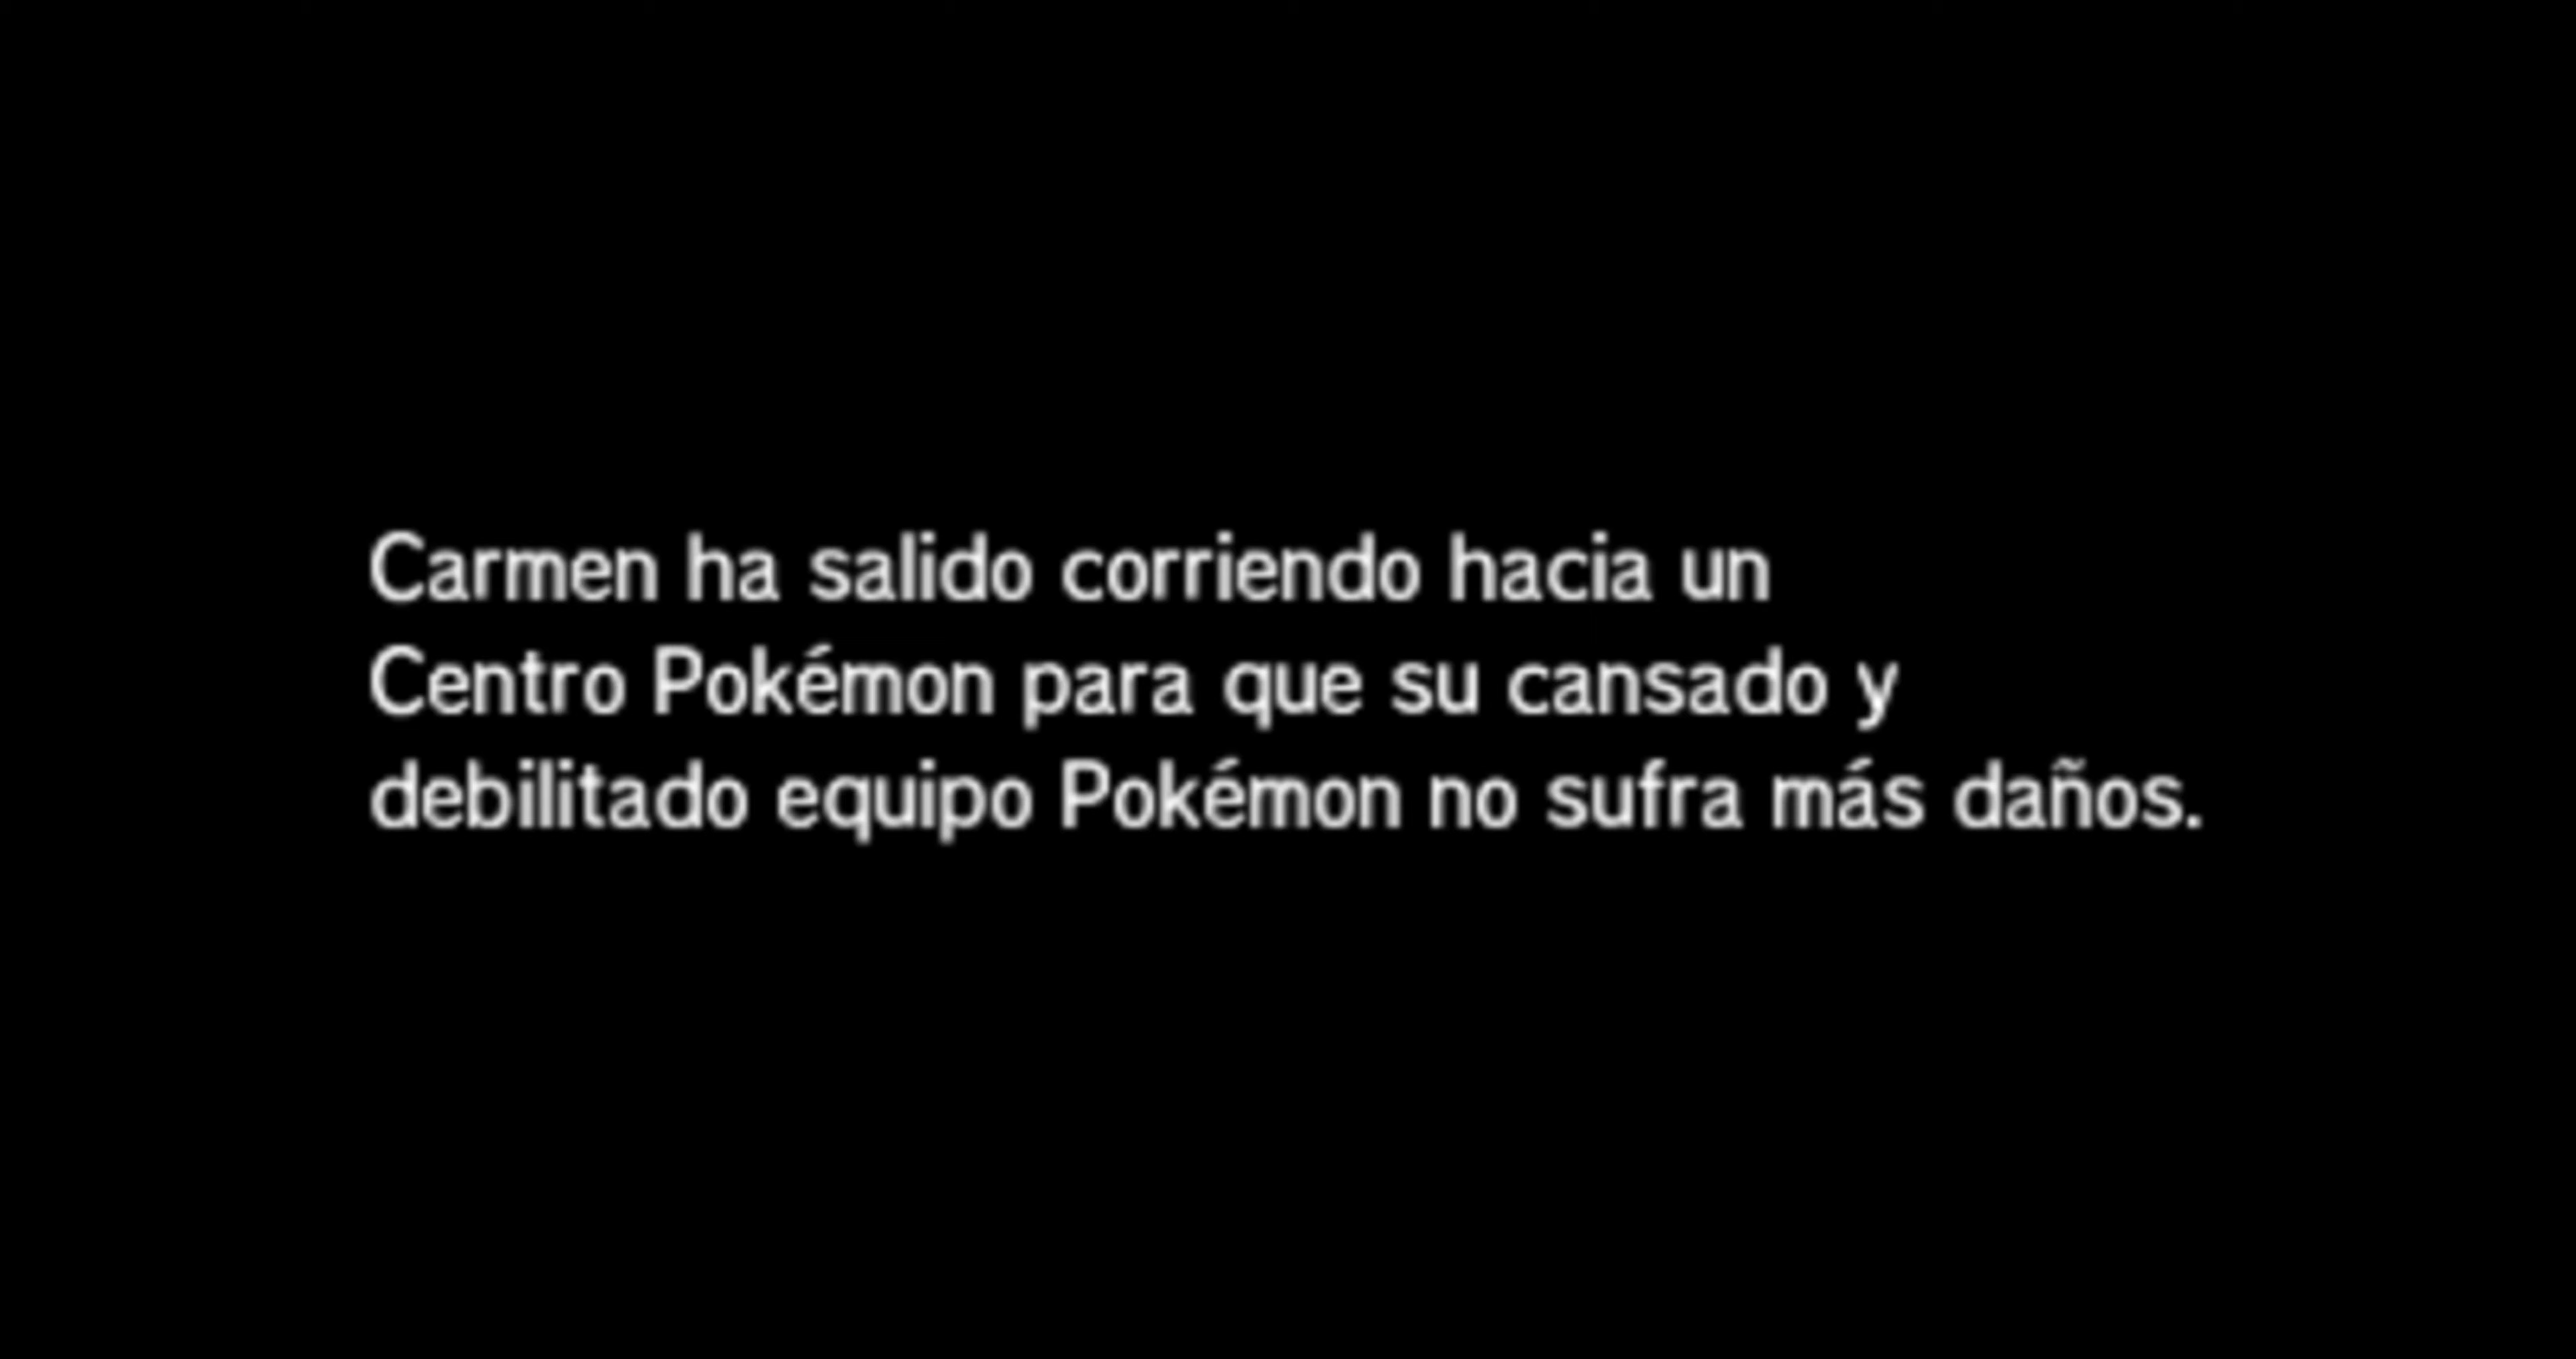 Carmen ha salido corriendo hacia un
Centro Pokémon para que su cansado y
debilitado equipo Pokémon no sufra más daños.